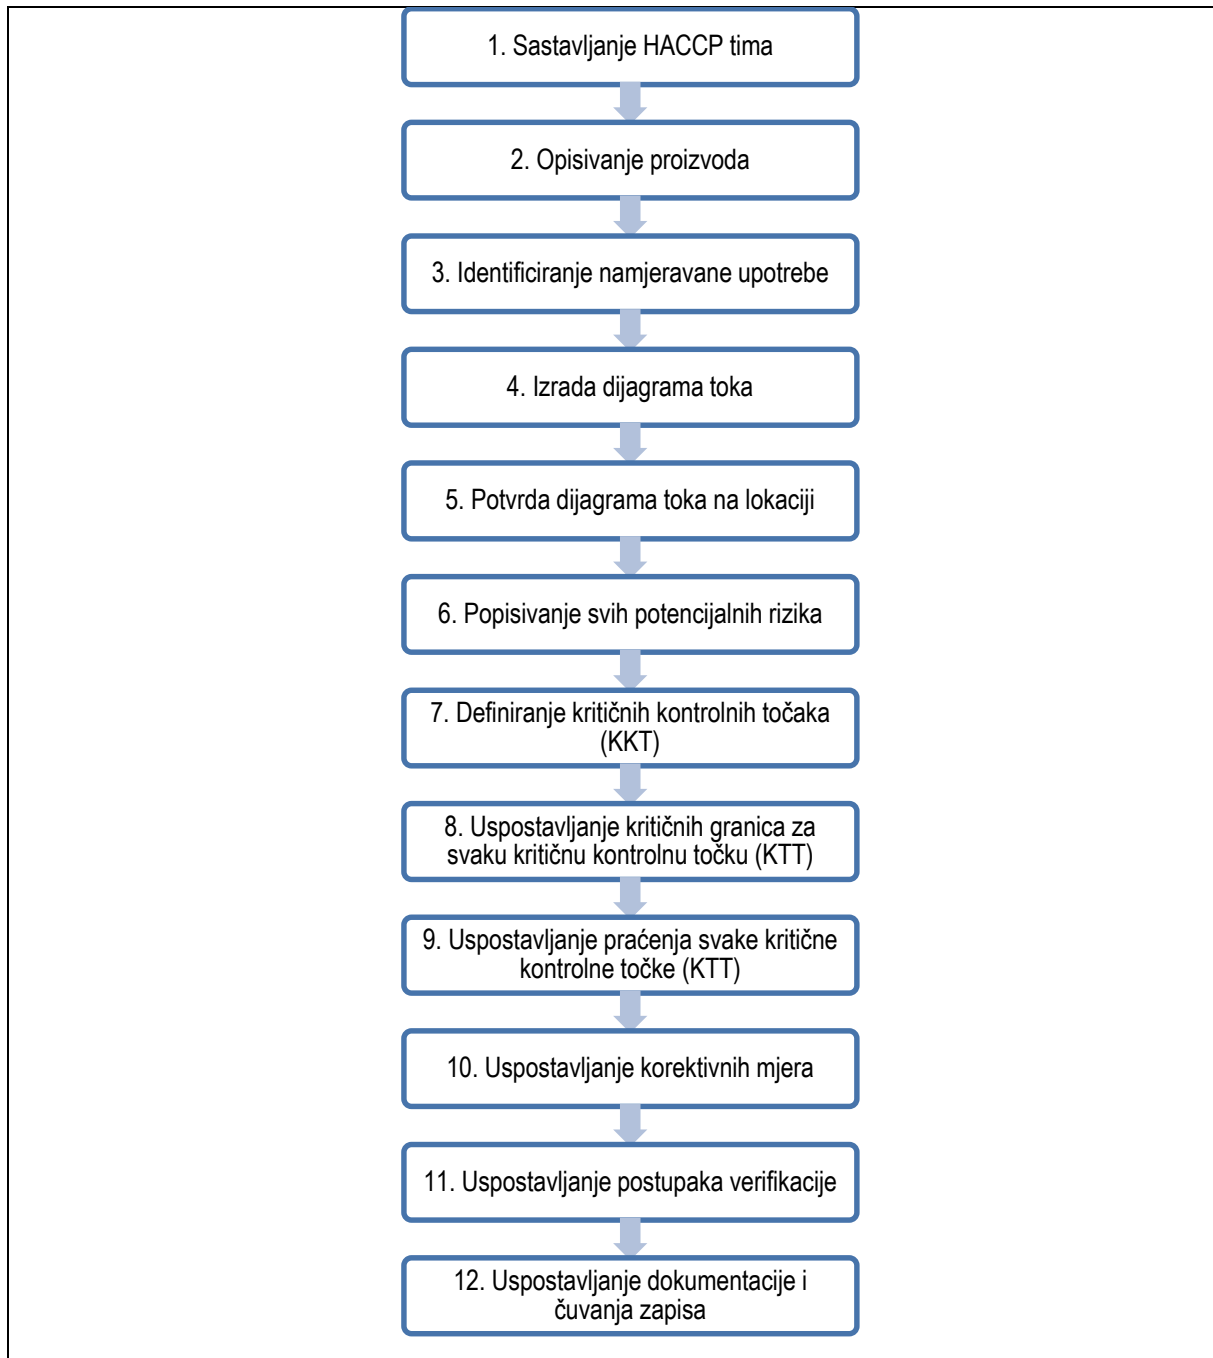 1. Sastavljanje HACCP tima
2. Opisivanje proizvoda
3. Identificiranje namjeravane upotrebe
4. Izrada dijagrama toka
5. Potvrda dijagrama toka na lokaciji
6. Popisivanje svih potencijalnih rizika
7. Definiranje kritičnih kontrolnih točaka
(KKT)
8. Uspostavljanje kritičnih granica za
svaku kritičnu kontrolnu točku (KTT)
9. Uspostavljanje praćenja svake kritične
kontrolne točke (KTT)
10. Uspostavljanje korektivnih mjera
11. Uspostavljanje postupaka verifikacije
12. Uspostavljanje dokumentacije i
čuvanja zapisa